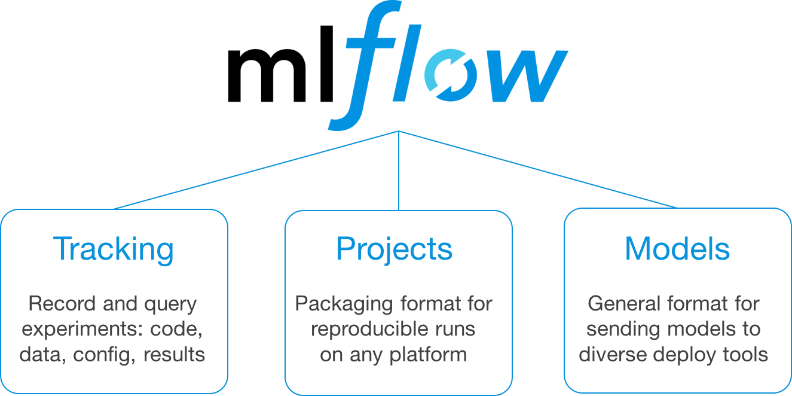 mlflow
Tracking
Record and query
experiments: code,
data, config, results
Projects
Packaging format for
reproducible runs
on any platform
Models
General format for
sending models to
diverse deploy tools